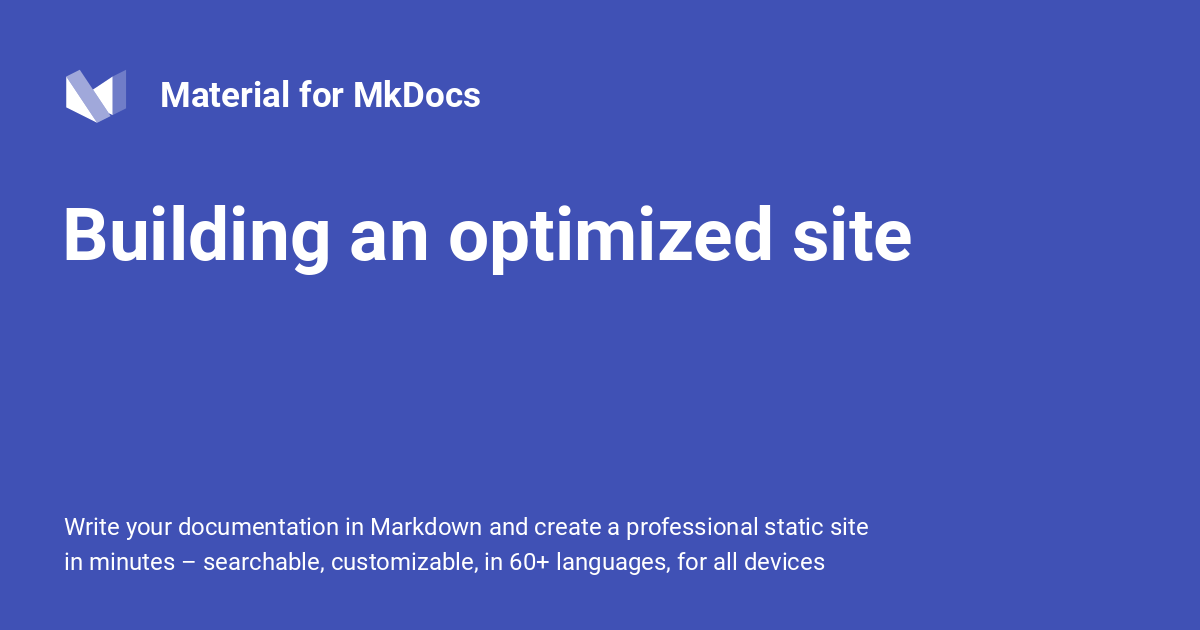 Material for MkDocs
Building an optimized site
Write your documentation in Markdown and create a professional static site
in minutes – searchable, customizable, in 60+ languages, for all devices